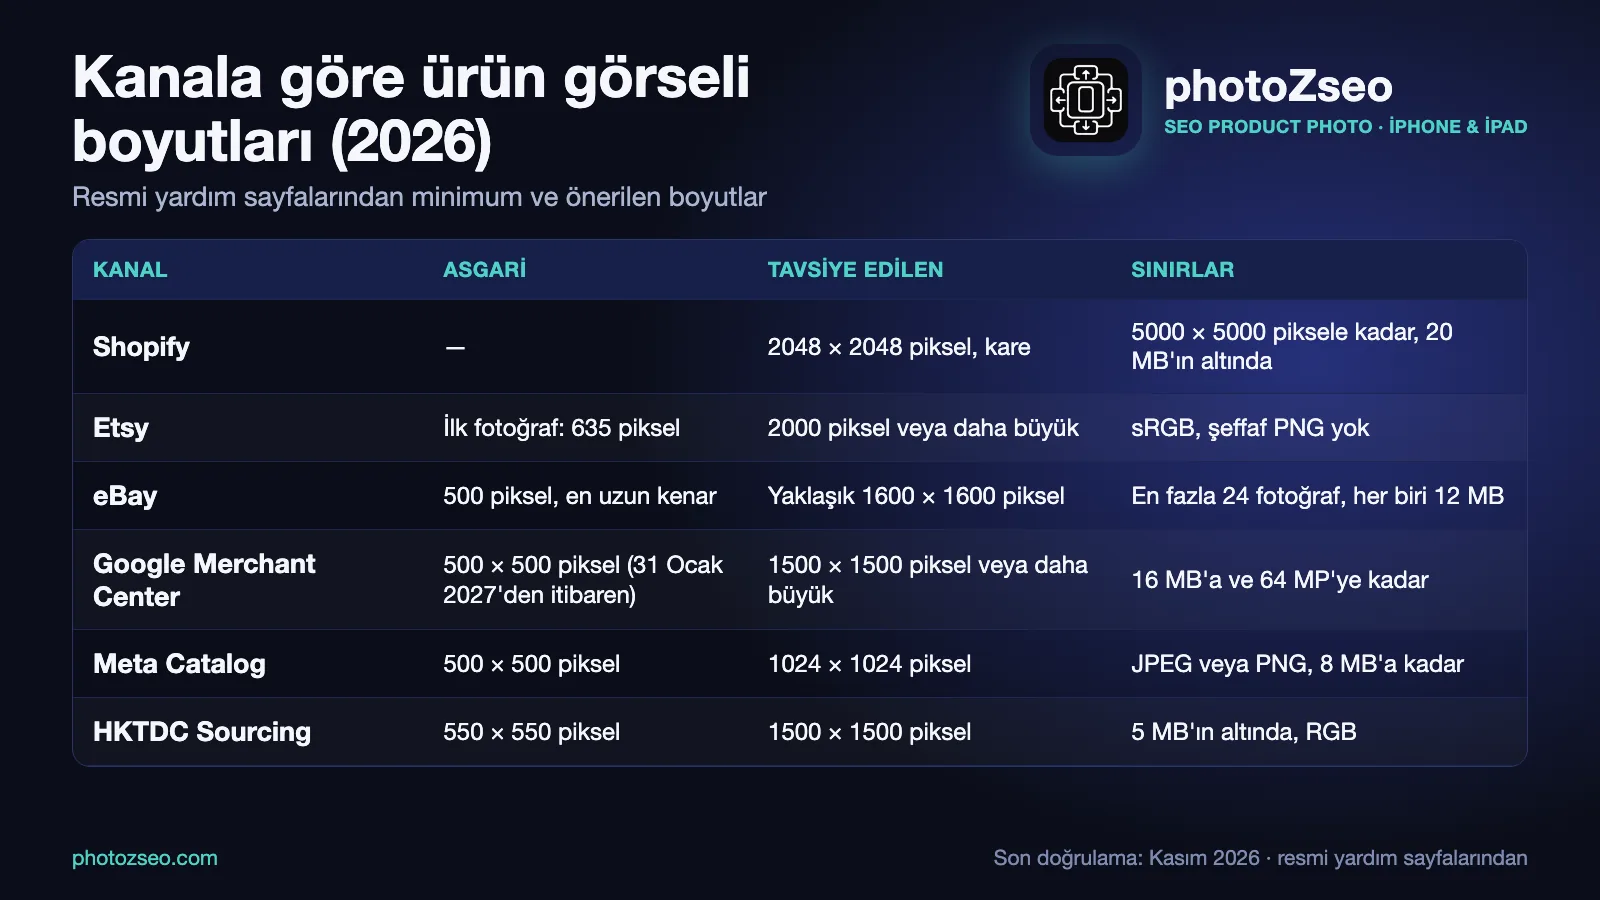 Kanala göre ürün görseli
boyutları (2026)
Resmi yardım sayfalarından minimum ve önerilen boyutlar
photoZseo
SEO PRODUCT PHOTO · İPHONE & İPAD
KANAL ASGARİ TAVSİYE EDİLEN SINIRLAR
Shopify — 2048 × 2048 piksel, kare 5000 × 5000 piksele kadar, 20
MB'ın altında
Etsy İlk fotoğraf: 635 piksel 2000 piksel veya daha büyük sRGB, şeffaf PNG yok
eBay 500 piksel, en uzun kenar Yaklaşık 1600 × 1600 piksel En fazla 24 fotoğraf, her biri 12 MB
Google Merchant
Center
500 × 500 piksel (31 Ocak
2027'den itibaren)
1500 × 1500 piksel veya daha
büyük
16 MB'a ve 64 MP'ye kadar
Meta Catalog 500 × 500 piksel 1024 × 1024 piksel JPEG veya PNG, 8 MB'a kadar
HKTDC Sourcing 550 × 550 piksel 1500 × 1500 piksel 5 MB'ın altında, RGB
photozseo.com
Son doğrulama: Kasım 2026 · resmi yardım sayfalarından